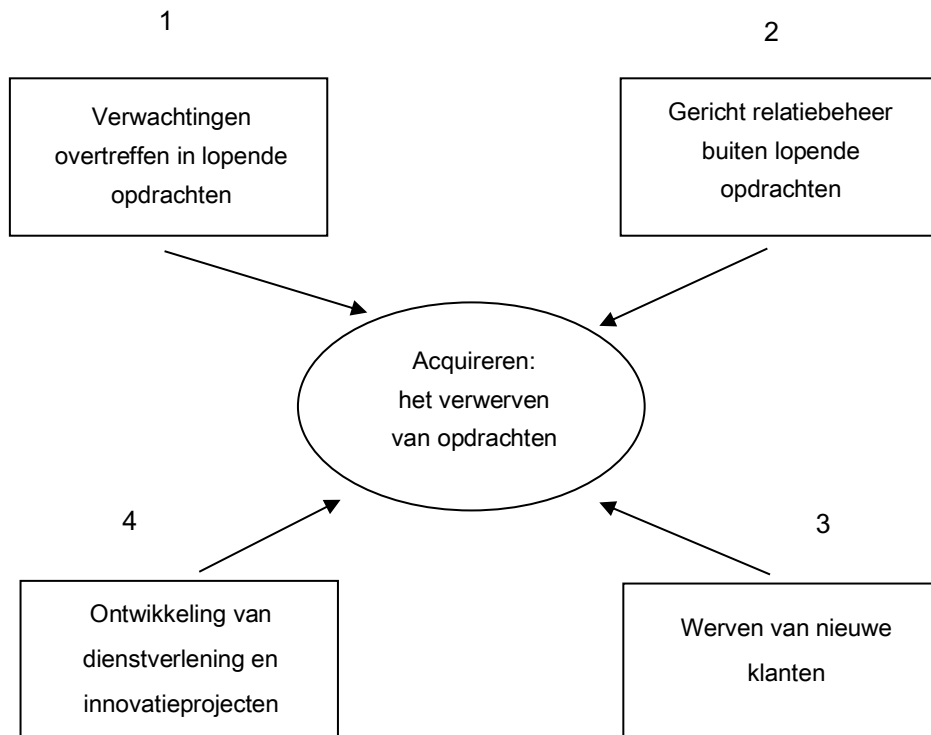 1
Verwachtingen
overtreffen in lopende
opdrachten
2
Gericht relatiebeheer
buiten lopende
opdrachten
Acquireren:
het verwerven
van opdrachten
4
Ontwikkeling van
dienstverlening en
innovatieprojecten
3
Werven van nieuwe
klanten